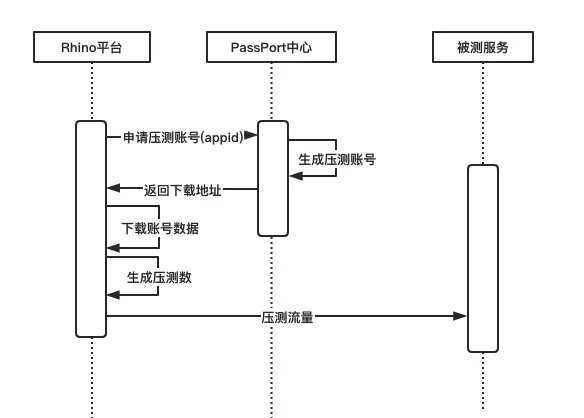 Rhino平台
PassPort中心
被测服务
申请压测账号(appid)
生成压测账号
返回下载地址
下载账号数据
生成压测数
压测流量